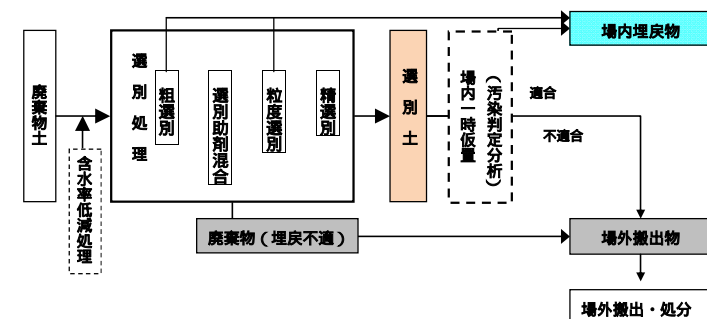 廃棄物土
含水率低減処理
選別処理
粗選別
選別助剤混合
粒度選別
精選別
廃棄物（埋戻不適）
選別土
場内一時仮置
（汚染判定分析）
適合
不適合
場内埋戻物
場外搬出物
場外搬出・処分